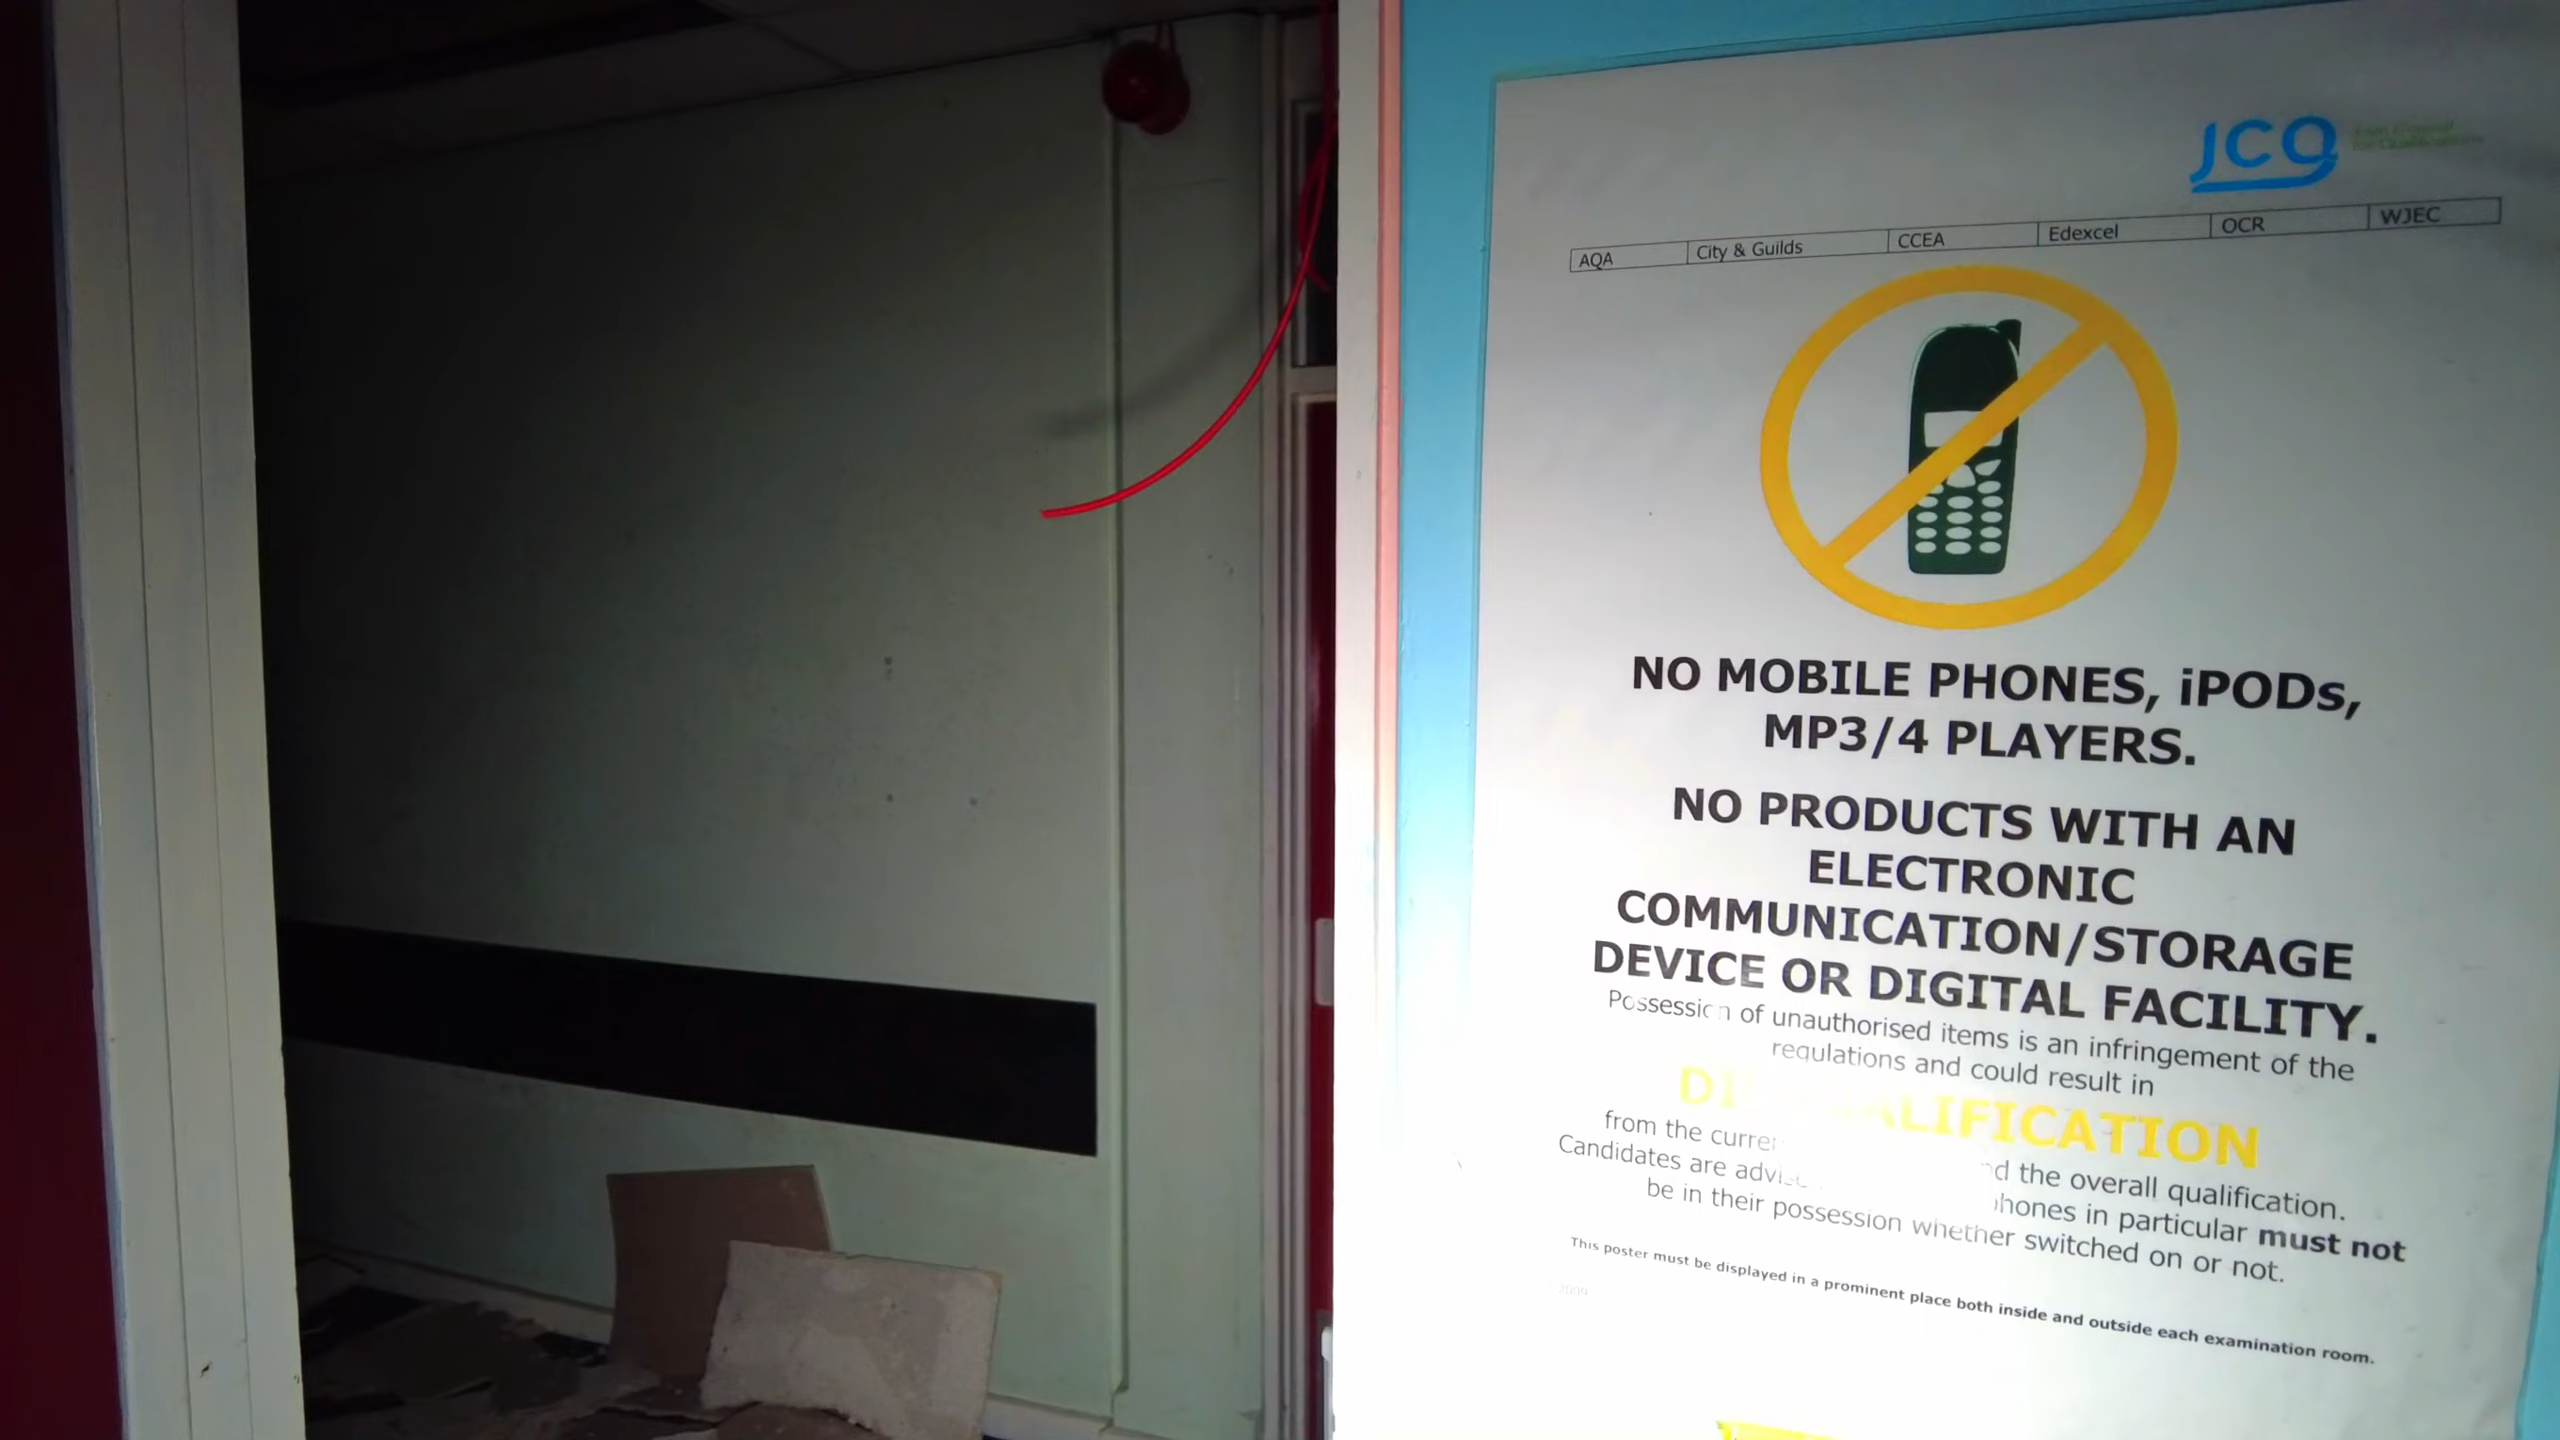 JCQ
AQA City & Guilds CCEA Edexcel OCR WJEC
NO MOBILE PHONES, iPODs,
MP3/4 PLAYERS.
NO PRODUCTS WITH AN
ELECTRONIC
COMMUNICATION/STORAGE
DEVICE OR DIGITAL FACILITY.
Possession of unauthorised items is an infringement of the
regulations and could result in
DISQUALIFICATION
from the the overall qualification.
Candidates are in particular must not
be in their possession whether switched on or not.
This poster must be displayed in a prominent place both inside and outside each examination room.
2009